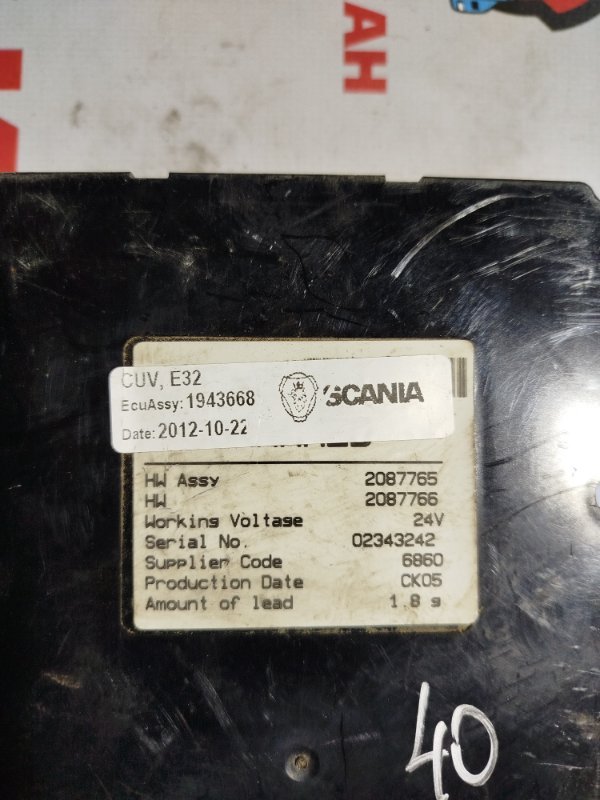 АН
CUV, E32
EcuAssy: 1943668
SCANIA
Date: 2012-10-22
HW Assy 2087765
HW 2087766
Working Voltage 24V
Serial No. 02343242
Supplier Code 6860
Production Date CK05
Amount of lead 1.8 g
40